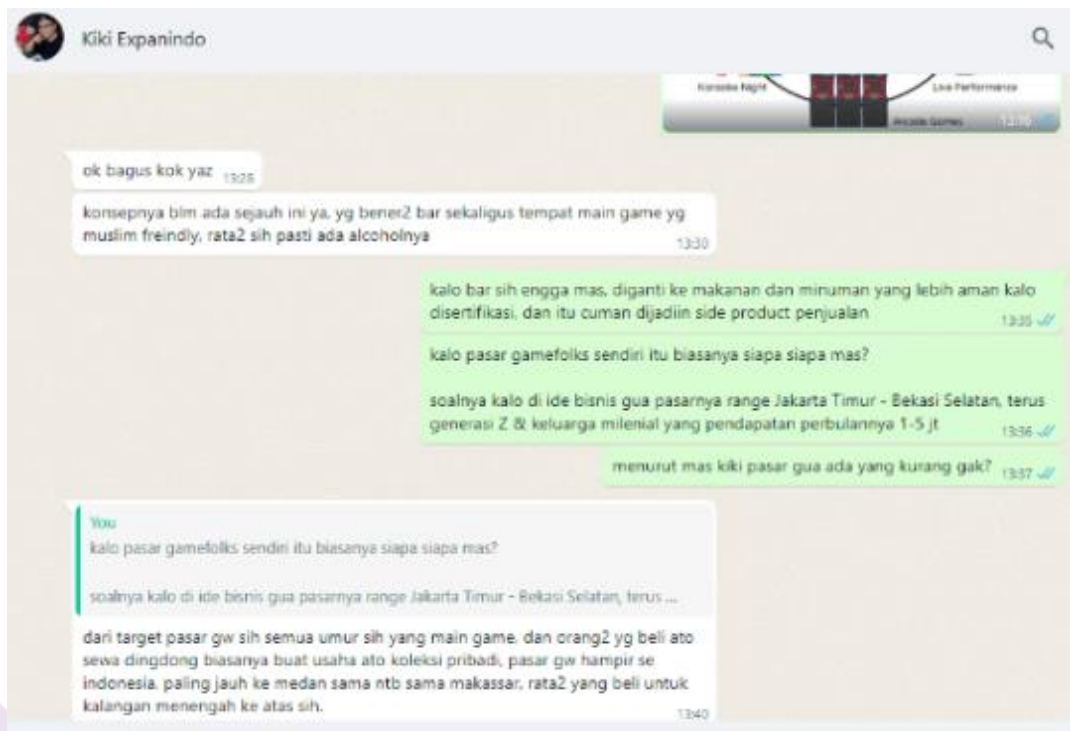 Kiki Expanindo
Karaoke Night
Live Performance
Arcade Games
ok bagus kok yaz 13:28
konsepnya blm ada sejauh ini ya, yg bener2 bar sekaligus tempat main game yg
muslim freindly, rata2 sih pasti ada alcoholnya
13:30
kalo bar sih engga mas, diganti ke makanan dan minuman yang lebih aman kalo
disertifikasi, dan itu cuman dijadiin side product penjualan
13:35
kalo pasar gamefolks sendiri itu biasanya siapa siapa mas?
soalnya kalo di ide bisnis gua pasarnya range Jakarta Timur - Bekasi Selatan, terus
generasi Z & keluarga milenial yang pendapatan perbulannya 1-5 jt
13:36
menurut mas kiki pasar gua ada yang kurang gak? 13:37
You
kalo pasar gamefolks sendiri itu biasanya siapa siapa mas?
soalnya kalo di ide bisnis gua pasarnya range Jakarta Timur - Bekasi Selatan, terus ...
dari target pasar gw sih semua umur sih yang main game. dan orang2 yg beli ato
sewa dingdong biasanya buat usaha ato koleksi pribadi, pasar gw hampir se
indonesia. paling jauh ke medan sama ntb sama makassar, rata2 yang beli untuk
kalangan menengah ke atas sih.
13:40